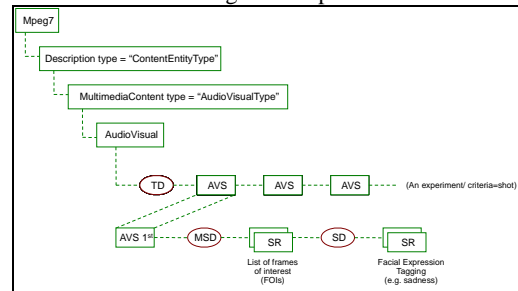 Mpeg7
Description type = "ContentEntityType"
MultimediaContent type = "AudioVisualType"
AudioVisual
TD
AVS
AVS
AVS
(An experiment/ criteria=shot)
AVS 1st
MSD
SR
SD
SR
List of frames
of interest
(FOIs)
Facial Expression
Tagging
(e.g. sadness)